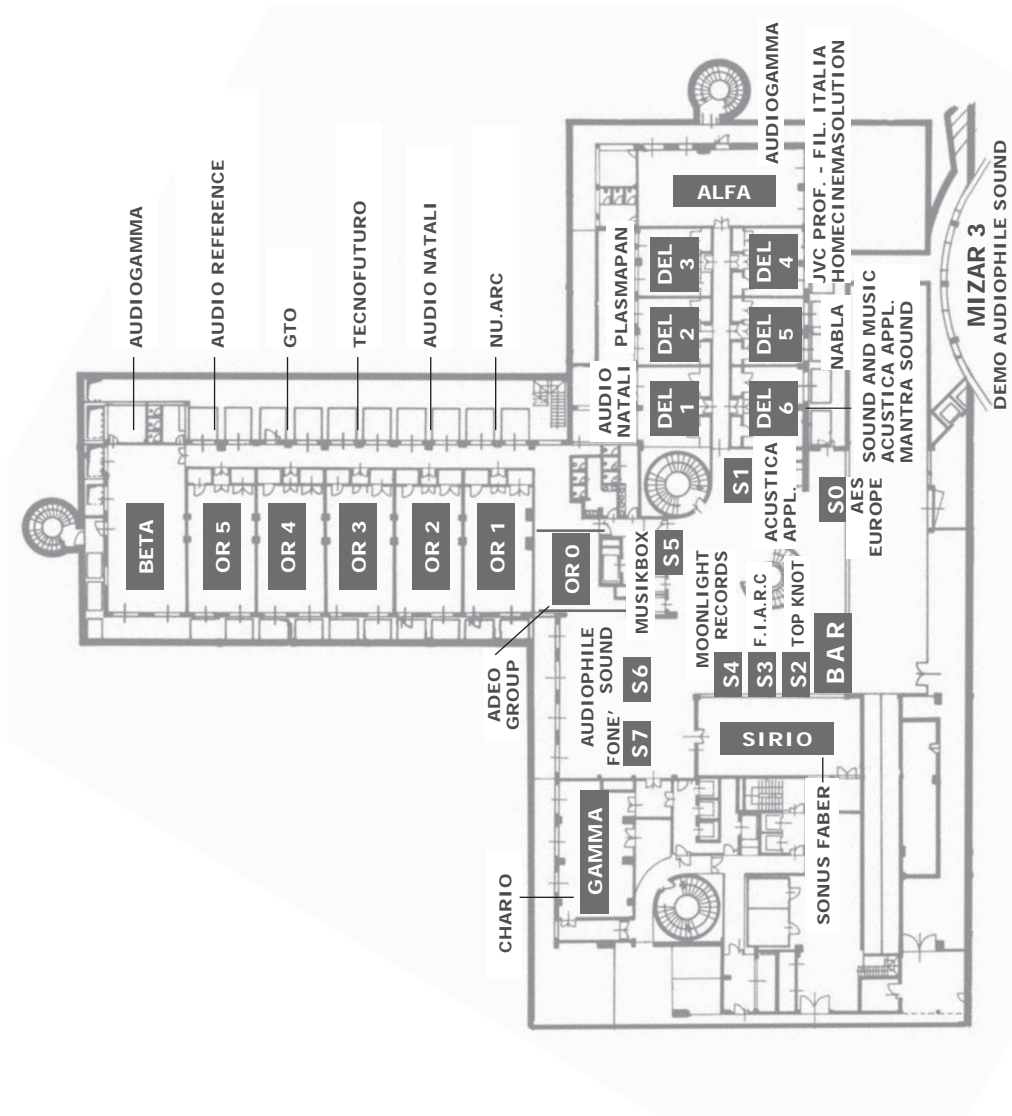 AUDIOGAMMA
AUDIO REFERENCE
GTO
TECNOFUTURO
AUDIO NATALI
NU.ARC
BETA
OR 5
OR 4
OR 3
OR 2
OR 1
OR 0
ADEO
GROUP
AUDIOGAMMA
ALFA
JVC PROF. - FIL. ITALIA
HOMECINEMASOLUTION
PLASMAPAN
DEL
3
DEL
4
DEL
2
DEL
5
NABLA
AUDIO
NATALI
DEL
1
DEL
6
SOUND AND MUSIC
ACUSTICA APPL.
MANTRA SOUND
MIZAR 3
DEMO AUDIOPHILE SOUND
S1
ACUSTICA
APPL.
S0
AES
EUROPE
MUSIKBOX
S5
MOONLIGHT
RECORDS
S4
F.I.A.R.C
S3
TOP KNOT
S2
BAR
AUDIOPHILE
SOUND
S6
FONE’
S7
SIRIO
SONUS FABER
GAMMA
CHARIO